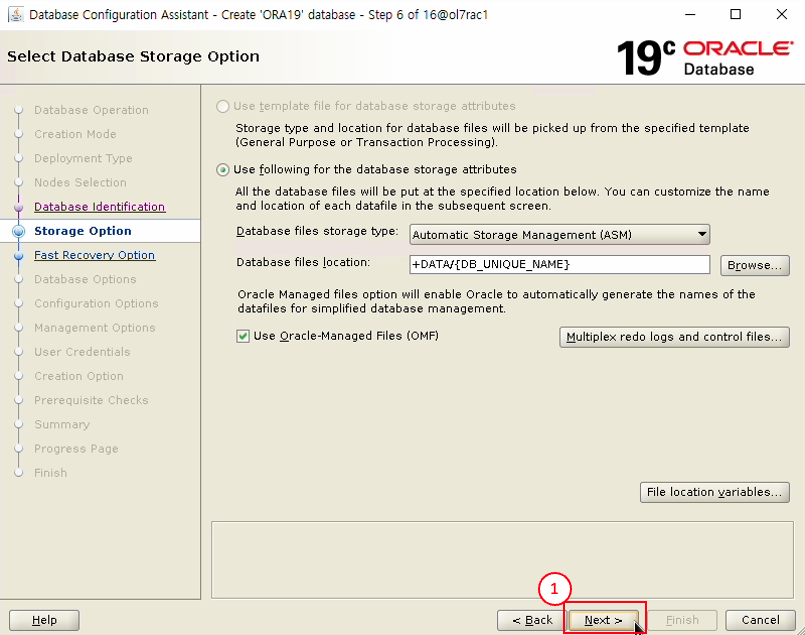 Database Configuration Assistant - Create 'ORA19' database - Step 6 of 16@ol7rac1
Select Database Storage Option
19c ORACLE
Database
Database Operation
Creation Mode
Deployment Type
Nodes Selection
Database Identification
Storage Option
Fast Recovery Option
Database Options
Configuration Options
Management Options
User Credentials
Creation Option
Prerequisite Checks
Summary
Progress Page
Finish
Use template file for database storage attributes
Storage type and location for database files will be picked up from the specified template
(General Purpose or Transaction Processing).
Use following for the database storage attributes
All the database files will be put at the specified location below. You can customize the name
and location of each datafile in the subsequent screen.
Database files storage type: Automatic Storage Management (ASM)
Database files location: +DATA/{DB_UNIQUE_NAME} Browse...
Oracle Managed files option will enable Oracle to automatically generate the names of the
datafiles for simplified database management.
Use Oracle-Managed Files (OMF) Multiplex redo logs and control files...
File location variables...
1
Help < Back Next > Finish Cancel